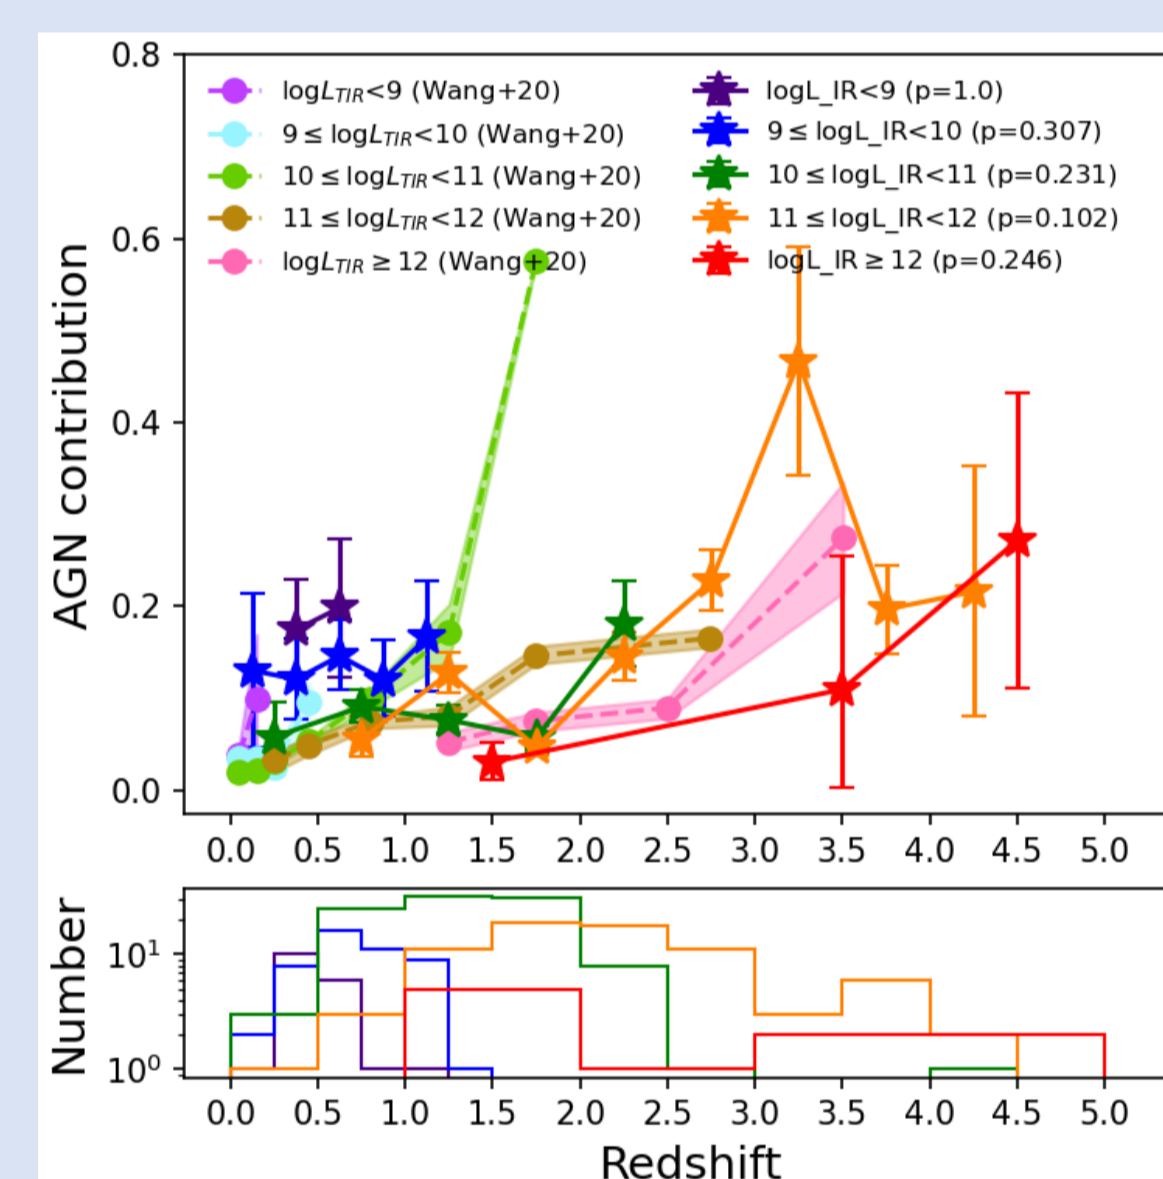 0.8
logL_TIR<9 (Wang+20)
9 ≤ logL_TIR<10 (Wang+20)
10 ≤ logL_TIR<11 (Wang+20)
11 ≤ logL_TIR<12 (Wang+20)
logL_TIR ≥ 12 (Wang+20)
logL_IR<9 (p=1.0)
9 ≤ logL_IR<10 (p=0.307)
10 ≤ logL_IR<11 (p=0.231)
11 ≤ logL_IR<12 (p=0.102)
logL_IR ≥ 12 (p=0.246)
0.6
0.4
0.2
0.0
AGN contribution
0.0 0.5 1.0 1.5 2.0 2.5 3.0 3.5 4.0 4.5 5.0
Number
10¹
10⁰
0.0 0.5 1.0 1.5 2.0 2.5 3.0 3.5 4.0 4.5 5.0
Redshift